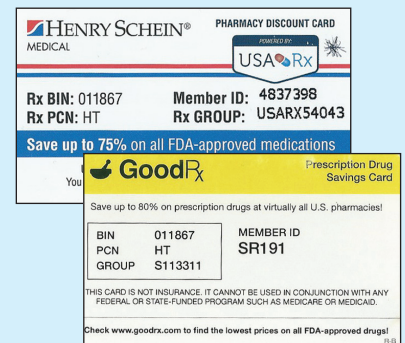 HENRY SCHEIN®
MEDICAL
PHARMACY DISCOUNT CARD
POWERED BY:
USA Rx
Rx BIN: 011867
Rx PCN: HT
Member ID: 4837398
Rx GROUP: USARX54043
Save up to 75% on all FDA-approved medications
You
GoodRx
Prescription Drug
Savings Card
Save up to 80% on prescription drugs at virtually all U.S. pharmacies!
BIN 011867
PCN HT
GROUP S113311
MEMBER ID
SR191
THIS CARD IS NOT INSURANCE. IT CANNOT BE USED IN CONJUNCTION WITH ANY
FEDERAL OR STATE-FUNDED PROGRAM SUCH AS MEDICARE OR MEDICAID.
Check www.goodrx.com to find the lowest prices on all FDA-approved drugs!
R-B